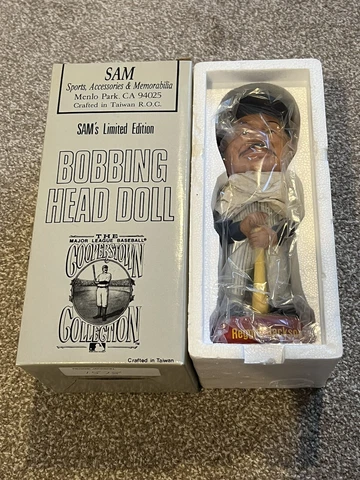 SAM
Sports, Accessories & Memorabilia
Menlo Park, CA 94025
Crafted in Taiwan R.O.C.
SAM's Limited Edition
BOBBING
HEAD DOLL
THE
MAJOR LEAGUE BASEBALL®
COOPERSTOWN
COLLECTION
Crafted in Taiwan
Reggie Jackson